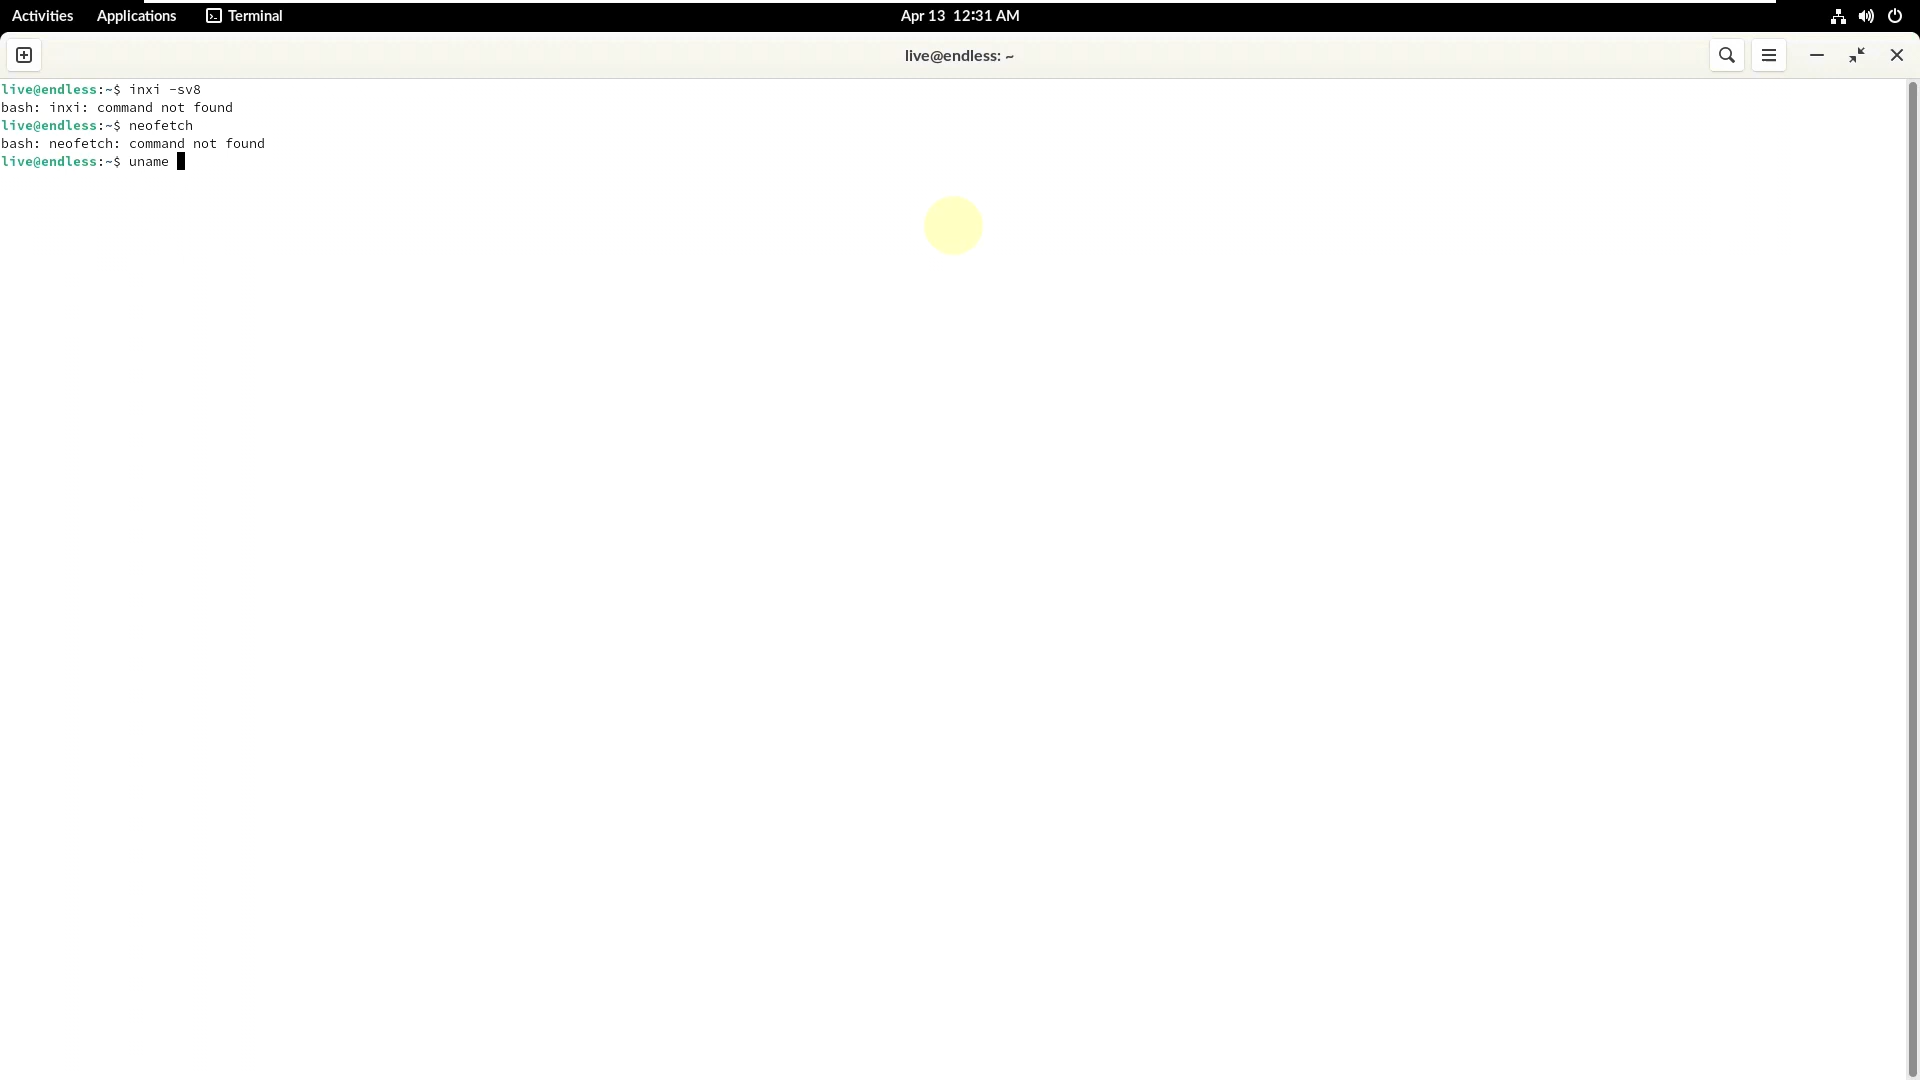 Activities Applications Terminal Apr 13 12:31 AM
live@endless: ~
live@endless:~$ inxi -sv8
bash: inxi: command not found
live@endless:~$ neofetch
bash: neofetch: command not found
live@endless:~$ uname